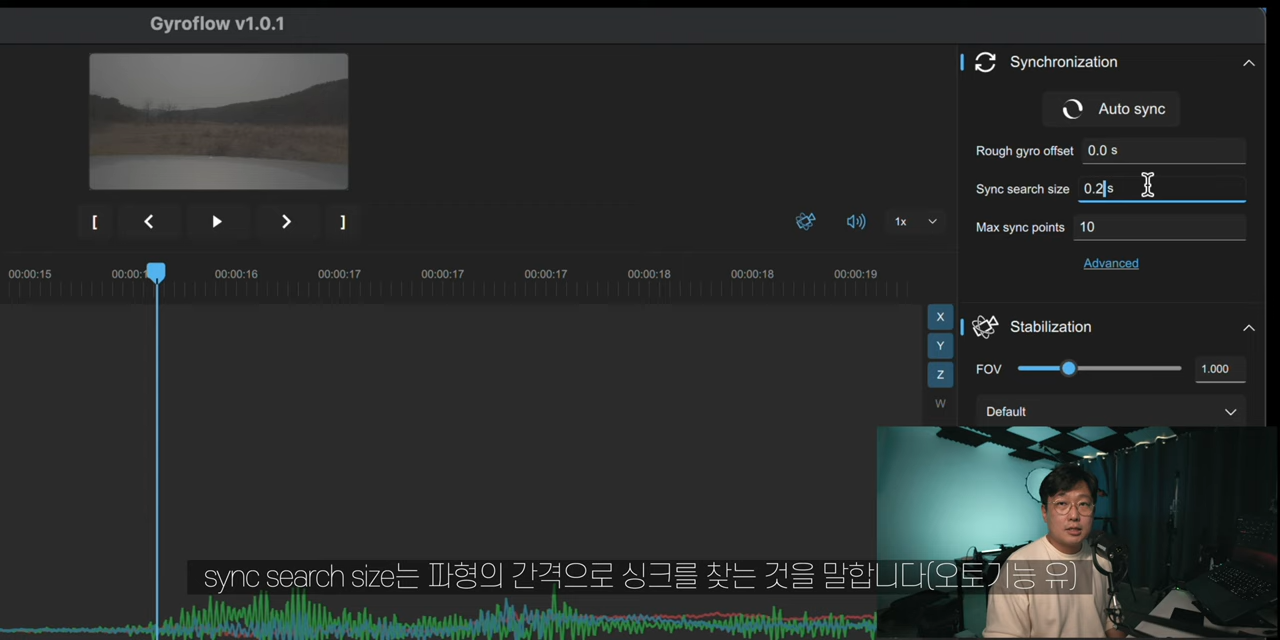 Gyroflow v1.0.1
Synchronization
Auto sync
Rough gyro offset 0.0 s
Sync search size 0.2 s
Max sync points 10
Advanced
[ ]
1x
00:00:15 00:00:1 00:00:16 00:00:17 00:00:17 00:00:17 00:00:18 00:00:18 00:00:19
X
Y
Z
W
Stabilization
FOV 1.000
Default
sync search size는 파형의 간격으로 싱크를 찾는 것을 말합니다(오토기능 유)